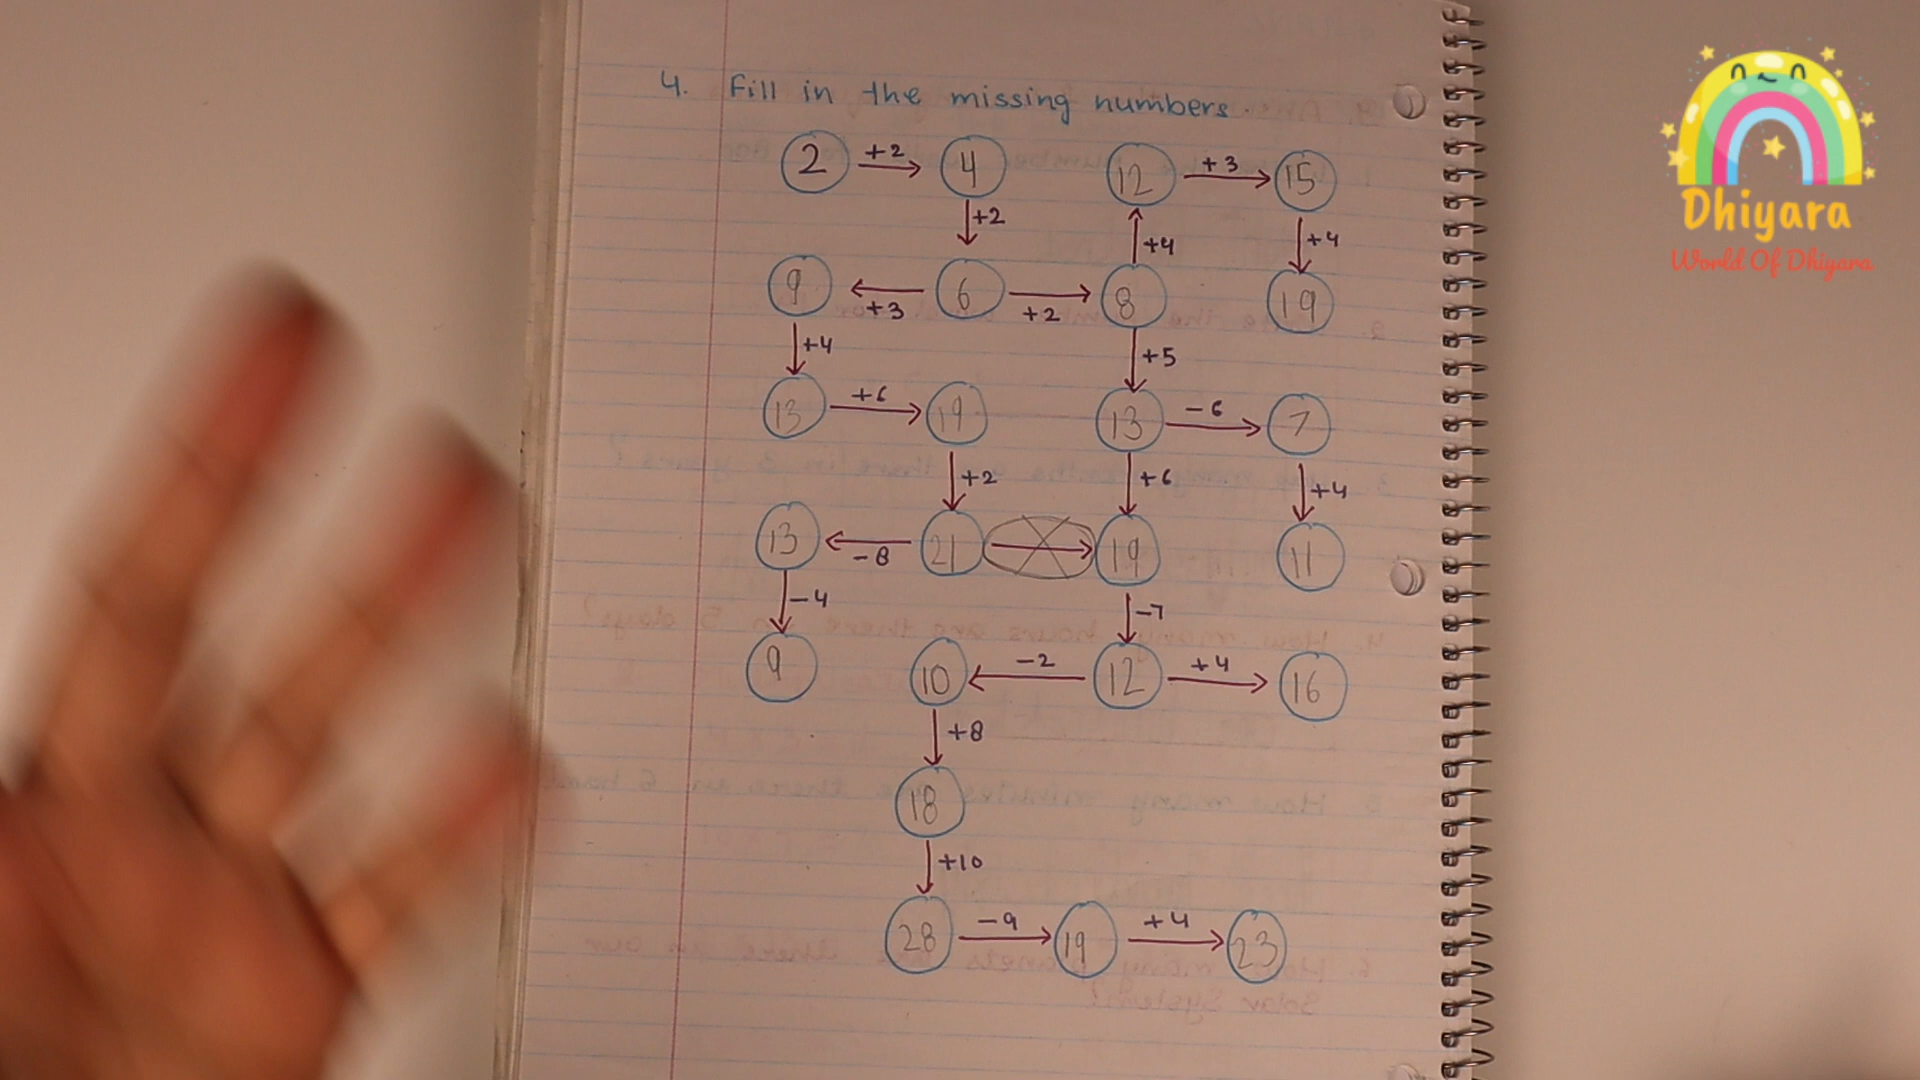 4. Fill in the missing numbers.
2 +2 4 12 +3 15
+2 +4 +4
9 +3 6 +2 8 19
+4 +5
13 +6 19 13 -6 7
+2 +6 +4
13 -8 21 19 11
-4 -7
9 10 -2 12 +4 16
+8
18
+10
28 -9 19 +4 23
Dhiyara
World Of Dhiyara